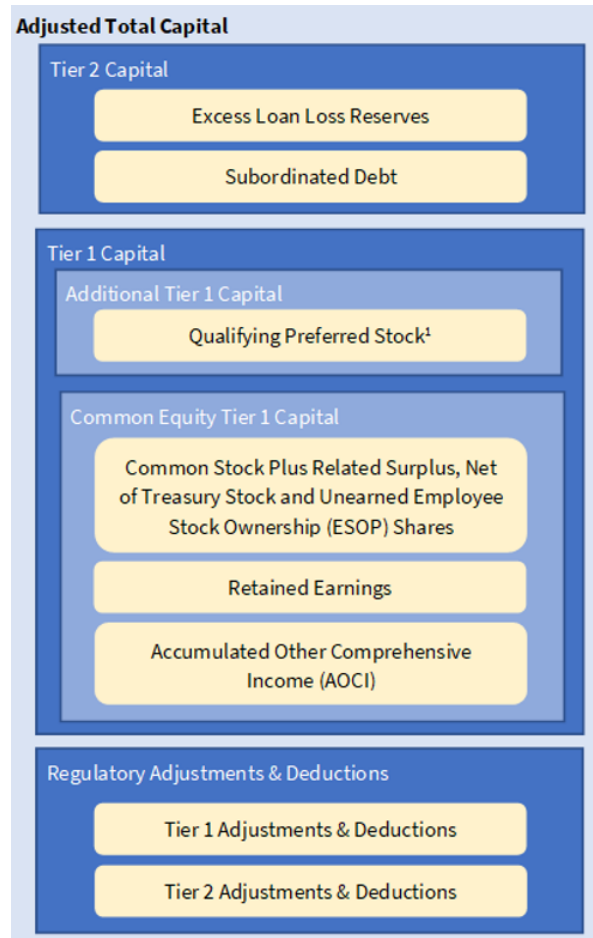 Adjusted Total Capital
Tier 2 Capital
Excess Loan Loss Reserves
Subordinated Debt
Tier 1 Capital
Additional Tier 1 Capital
Qualifying Preferred Stock¹
Common Equity Tier 1 Capital
Common Stock Plus Related Surplus, Net
of Treasury Stock and Unearned Employee
Stock Ownership (ESOP) Shares
Retained Earnings
Accumulated Other Comprehensive
Income (AOCI)
Regulatory Adjustments & Deductions
Tier 1 Adjustments & Deductions
Tier 2 Adjustments & Deductions